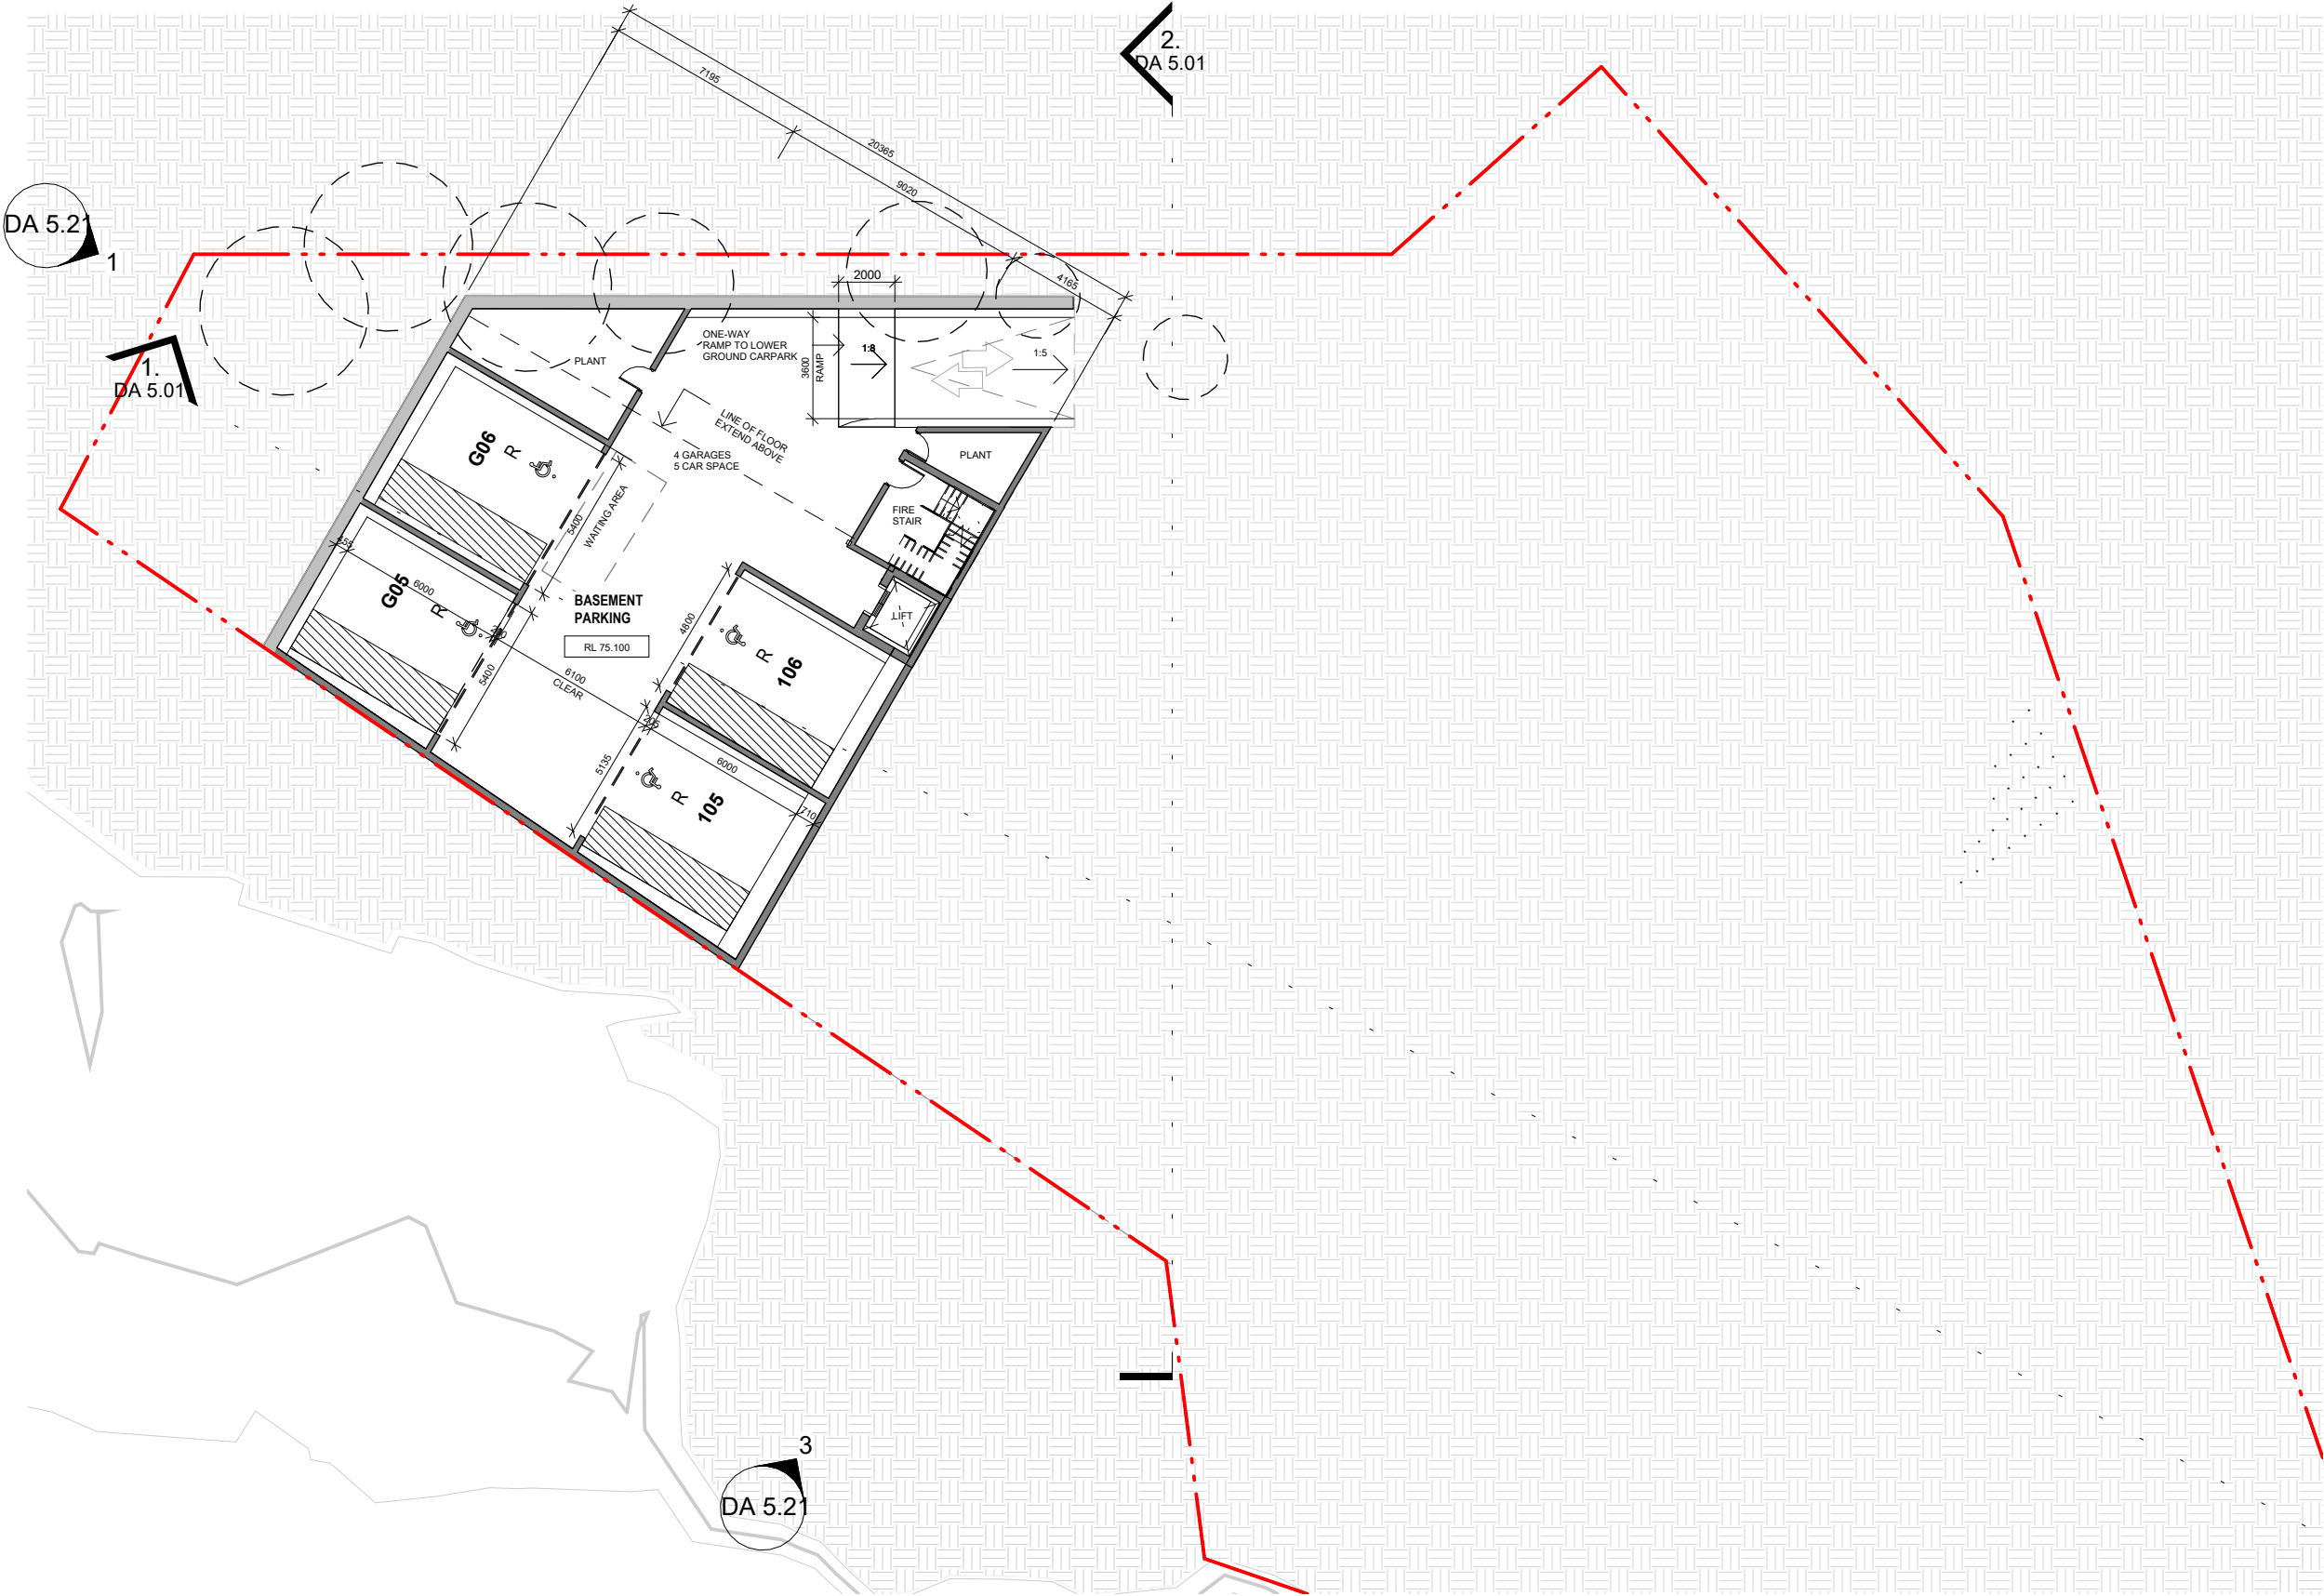 2.
DA 5.01
7195
20365
9020
4165
DA 5.21
1
2000
1.
DA 5.01
PLANT
ONE-WAY
RAMP TO LOWER
GROUND CARPARK
3600
RAMP
1:8
1:5
G06
R
LINE OF FLOOR
EXTEND ABOVE
4 GARAGES
5 CAR SPACE
PLANT
5400
WAITING AREA
FIRE
STAIR
455
6000
G05
R
BASEMENT
PARKING
RL 75.100
4800
LIFT
5400
6100
CLEAR
R
106
205
5135
6000
R
105
710
3
DA 5.21